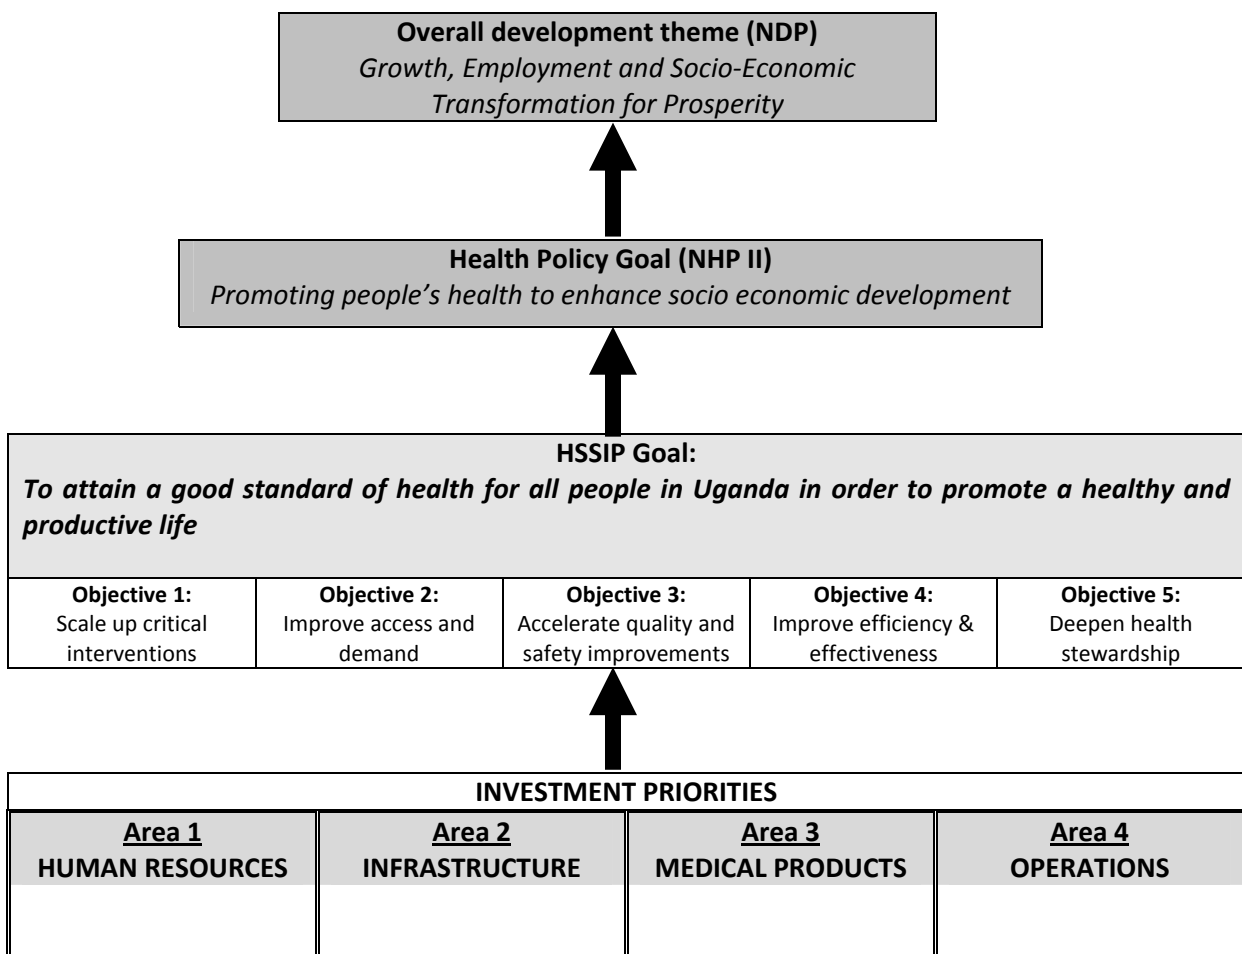 Overall development theme (NDP)
Growth, Employment and Socio-Economic
Transformation for Prosperity
Health Policy Goal (NHP II)
Promoting people’s health to enhance socio economic development
HSSIP Goal:
To attain a good standard of health for all people in Uganda in order to promote a healthy and
productive life
Objective 1:
Scale up critical
interventions
Objective 2:
Improve access and
demand
Objective 3:
Accelerate quality and
safety improvements
Objective 4:
Improve efficiency &
effectiveness
Objective 5:
Deepen health
stewardship
INVESTMENT PRIORITIES
Area 1
HUMAN RESOURCES
Area 2
INFRASTRUCTURE
Area 3
MEDICAL PRODUCTS
Area 4
OPERATIONS